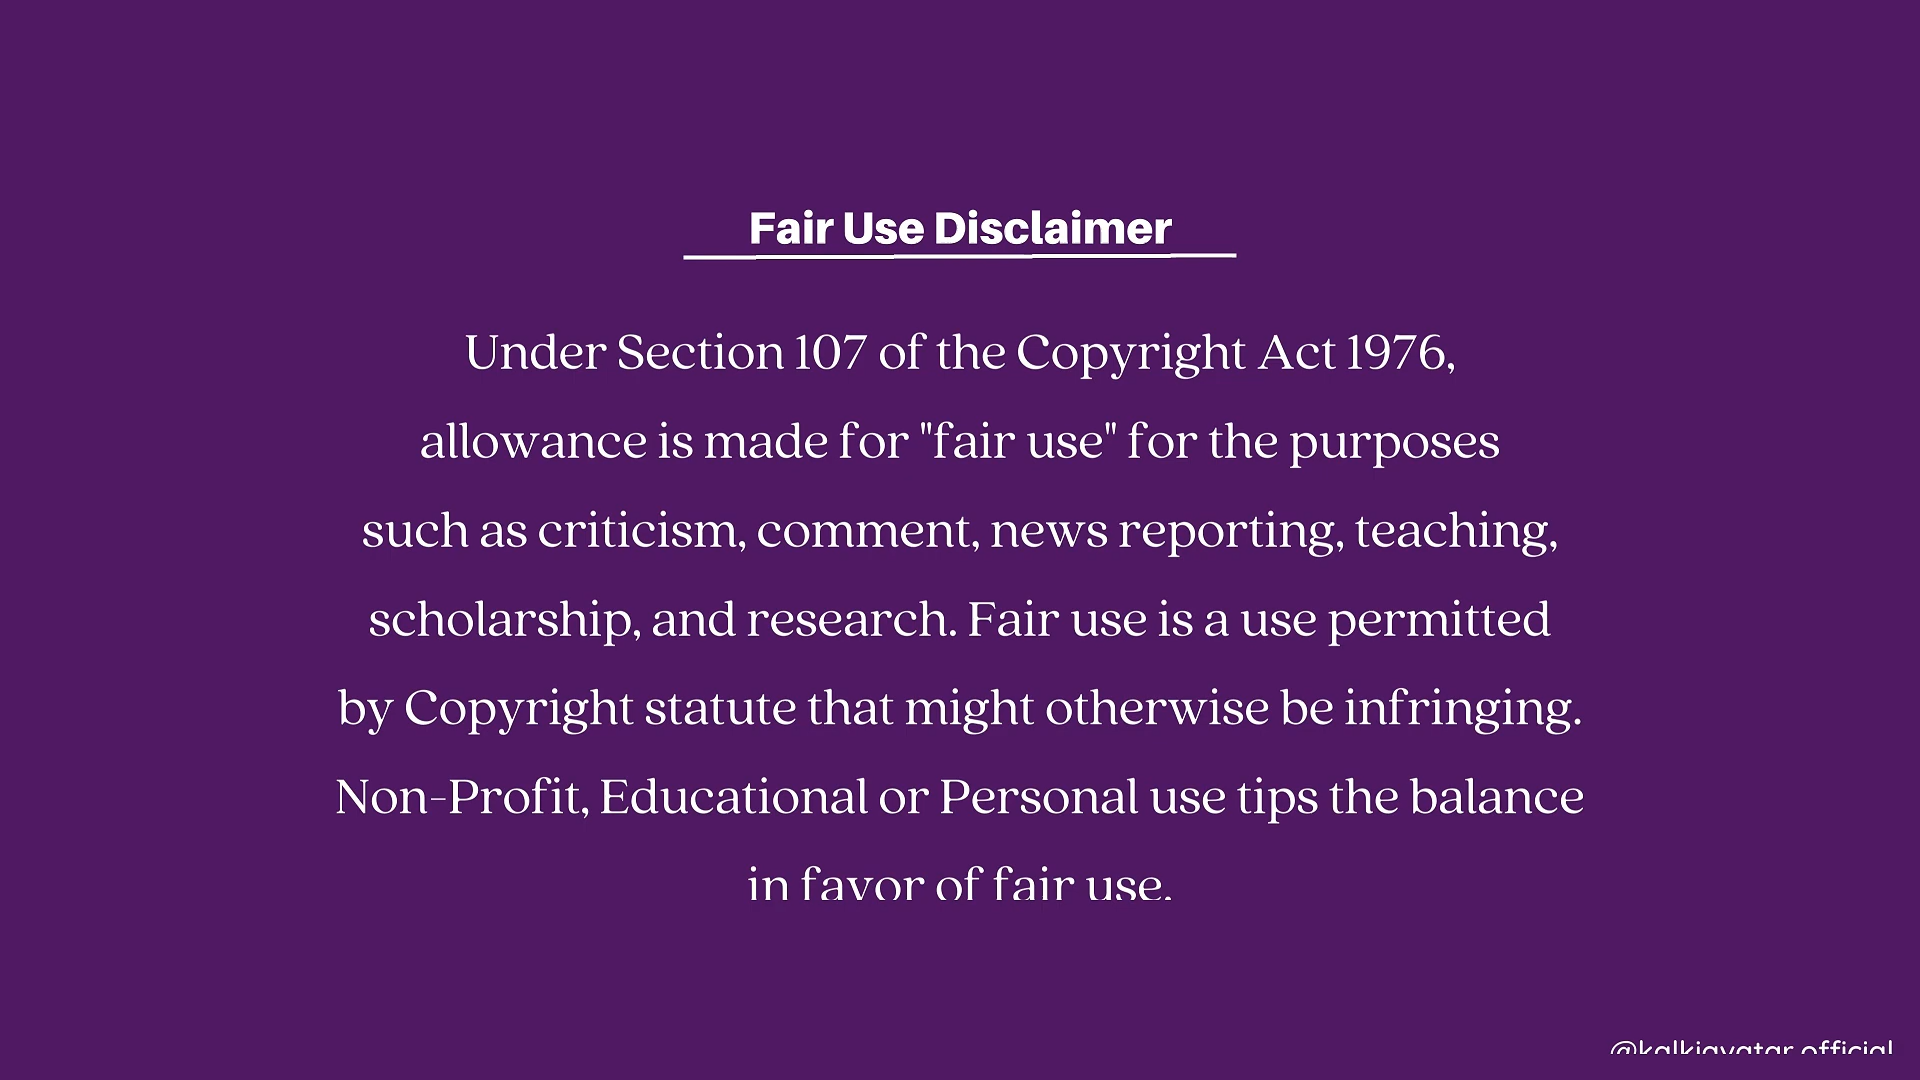 Fair Use Disclaimer
Under Section 107 of the Copyright Act 1976,
allowance is made for "fair use" for the purposes
such as criticism, comment, news reporting, teaching,
scholarship, and research. Fair use is a use permitted
by Copyright statute that might otherwise be infringing.
Non-Profit, Educational or Personal use tips the balance
in favor of fair use.
@kalkiavatar.official